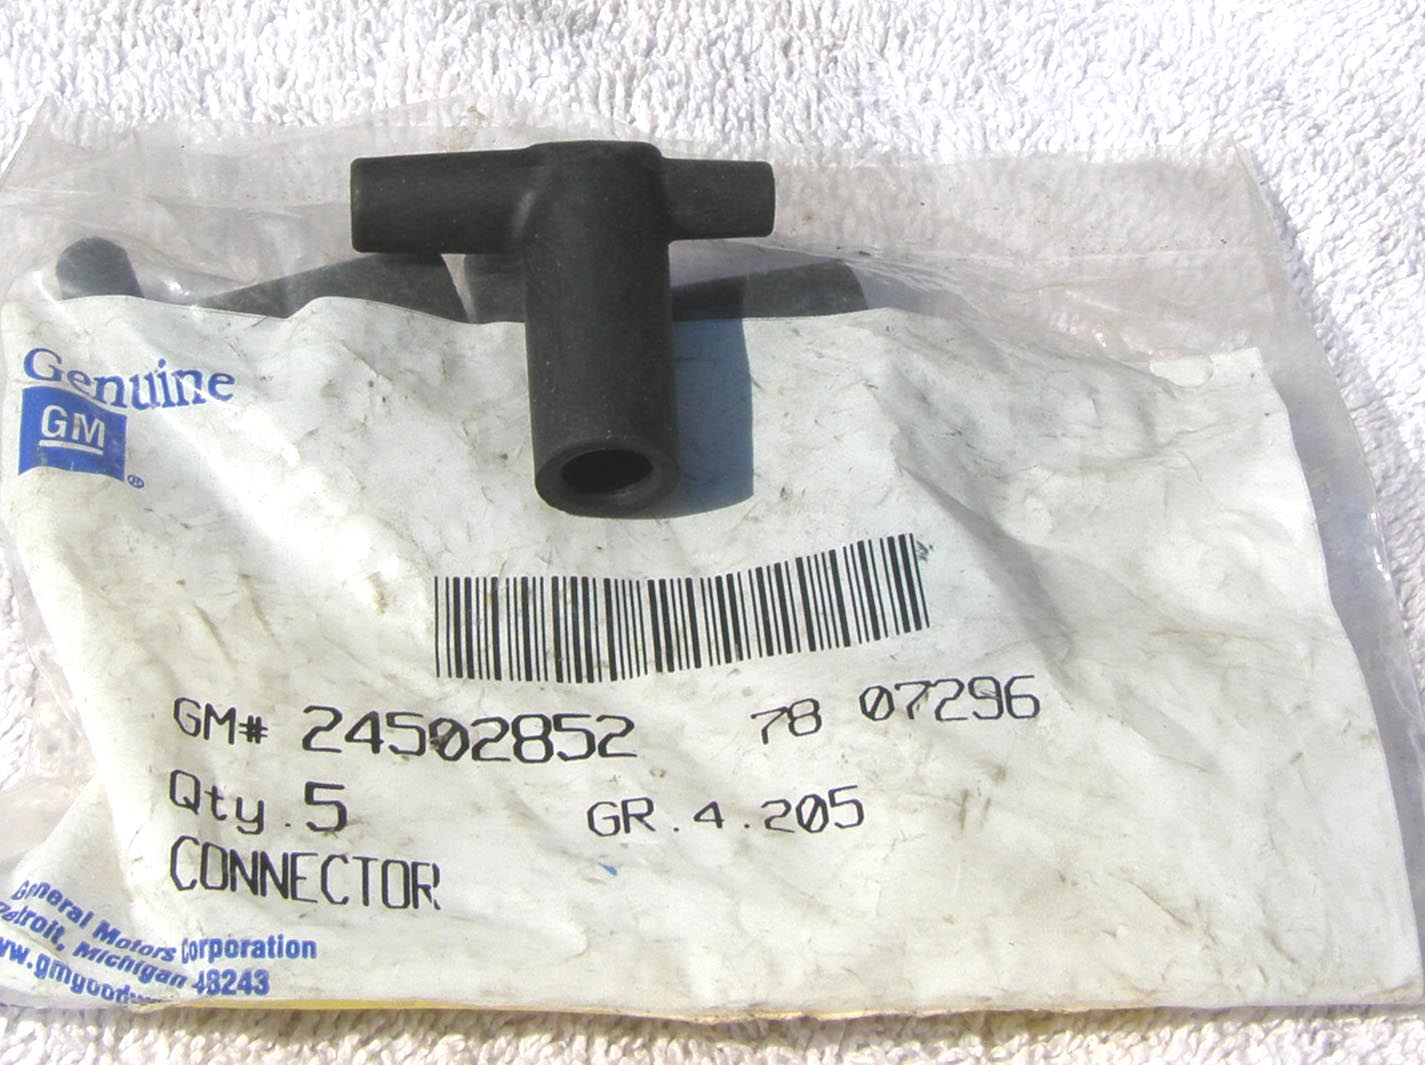 Genuine
GM
®
GM# 24502852 78 07296
Qty.5 GR.4.205
CONNECTOR
General Motors Corporation
Detroit, Michigan 48243